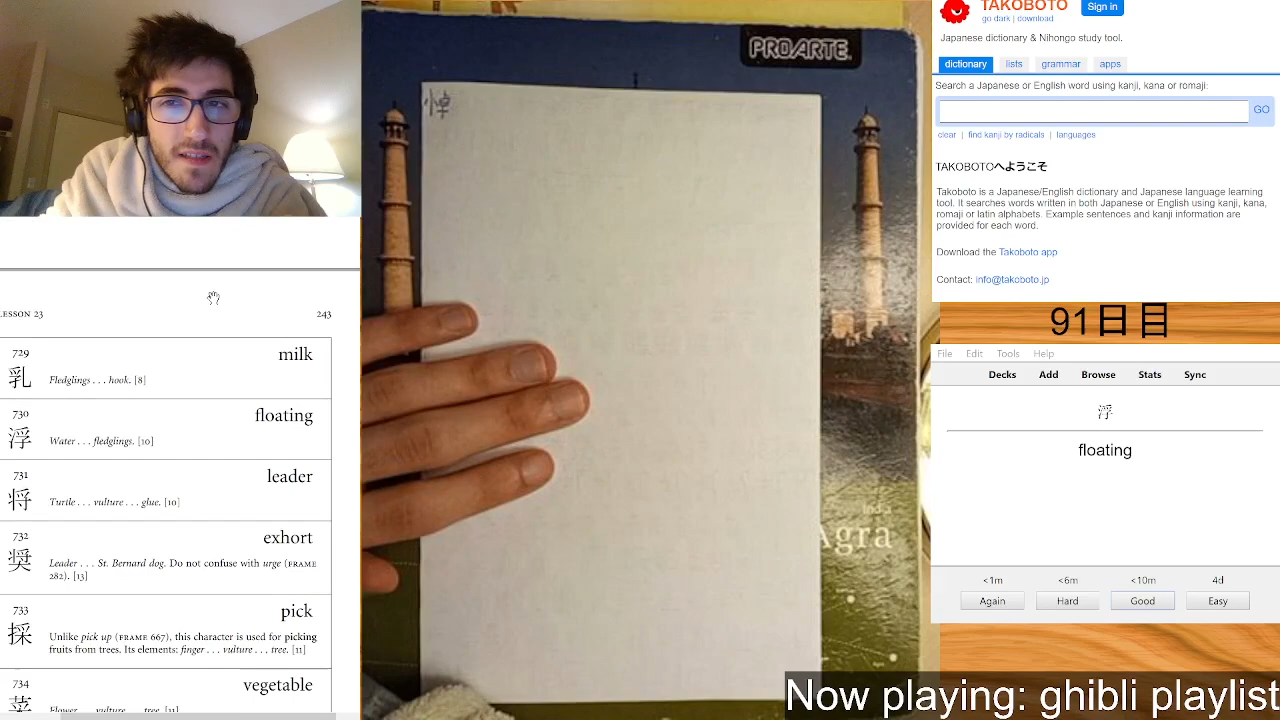 LESSON 23
爫
243
729
milk
乳
Fledglings . . . hook. [8]
730
floating
浮
Water . . . fledglings. [10]
731
leader
将
Turtle . . . vulture . . . glue. [10]
732
exhort
奨
Leader . . . St. Bernard dog. Do not confuse with urge (FRAME
282). [13]
733
pick
採
Unlike pick up (FRAME 667), this character is used for picking
fruits from trees. Its elements: finger . . . vulture . . . tree. [11]
734
vegetable
菜
Flower . . . vulture . . . tree. [11]
PROARTE
悼
India
Agra
TAKOBOTO
go dark | download
Sign in
Japanese dictionary & Nihongo study tool.
dictionary lists grammar apps
Search a Japanese or English word using kanji, kana or romaji:
GO
clear | find kanji by radicals | languages
TAKOBOTOへようこそ
Takoboto is a Japanese/English dictionary and Japanese language learning
tool. It searches words written in both Japanese or English using kanji, kana,
romaji or latin alphabets. Example sentences and kanji information are
provided for each word.
Download the Takoboto app
Contact: info@takoboto.jp
91日目
File Edit Tools Help
Decks Add Browse Stats Sync
浮
floating
<1m <6m <10m 4d
Again Hard Good Easy
Now playing: ghibli playlist